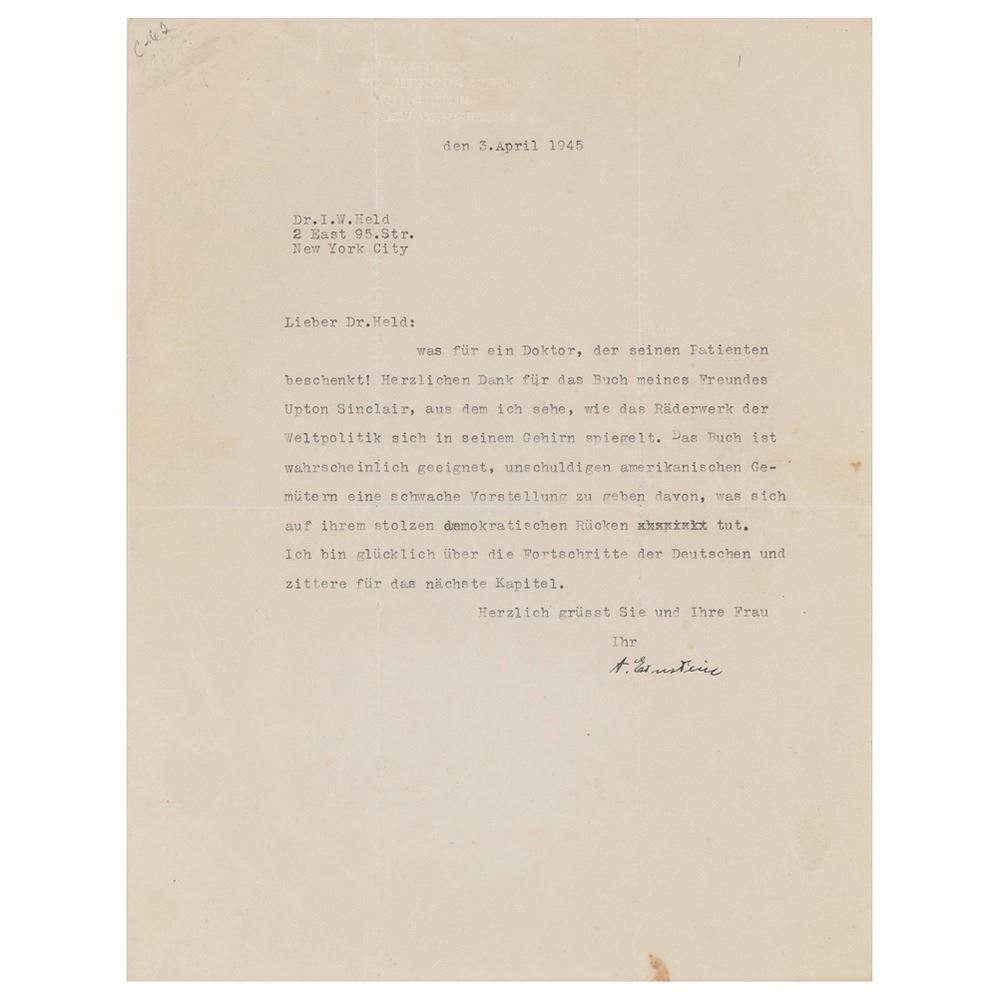 C-62
1
den 3.April 1945
Dr.I.W.Held
2 East 95.Str.
New York City
Lieber Dr.Held:
was für ein Doktor, der seinen Patienten
beschenkt! Herzlichen Dank für das Buch meines Freundes
Upton Sinclair, aus dem ich sehe, wie das Räderwerk der
Weltpolitik sich in seinem Gehirn spiegelt. Das Buch ist
wahrscheinlich geeignet, unschuldigen amerikanischen Ge-
mütern eine schwache Vorstellung zu geben davon, was sich
auf ihrem stolzen demokratischen Rücken tut.
Ich bin glücklich über die Fortschritte der Deutschen und
zittere für das nächste Kapitel.
Herzlich grüsst Sie und Ihre Frau
Ihr
A. Einstein